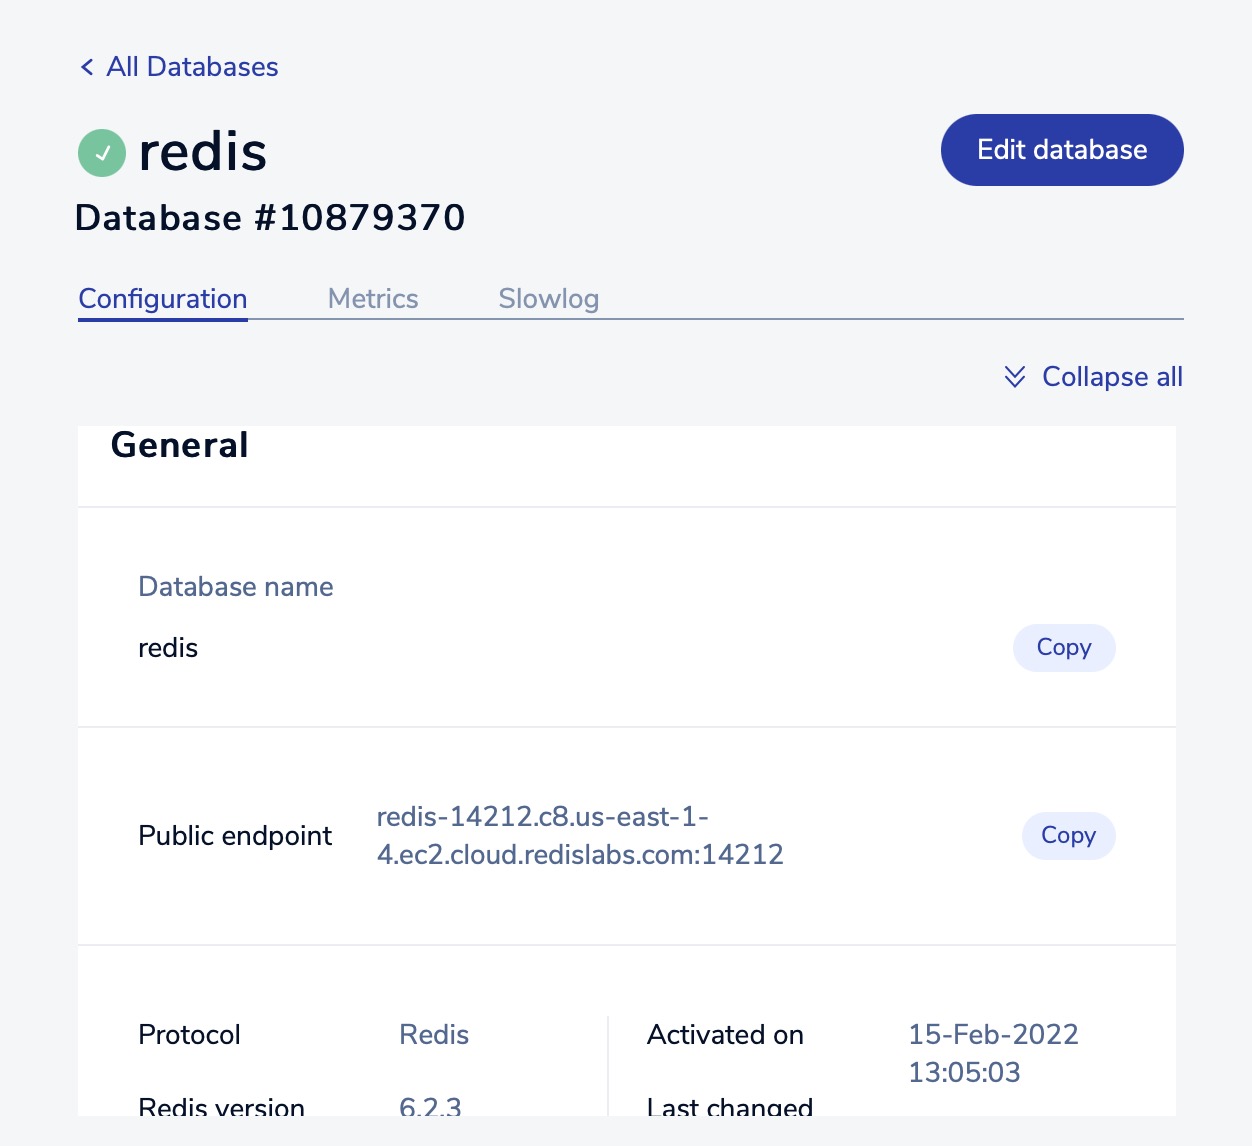 All Databases
redis
Edit database
Database #10879370
Configuration Metrics Slowlog
Collapse all
General
Database name
redis Copy
Public endpoint
redis-14212.c8.us-east-1-
4.ec2.cloud.redislabs.com:14212
Copy
Protocol Redis
Activated on 15-Feb-2022
13:05:03
Redis version 6.2.3
Last changed